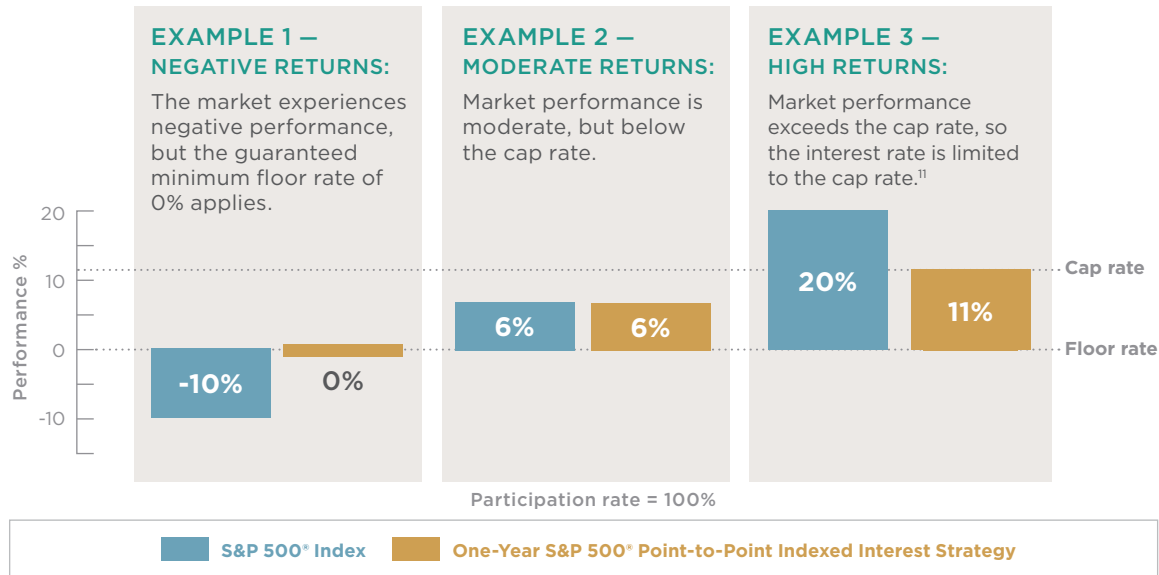 EXAMPLE 1 —
NEGATIVE RETURNS:
The market experiences
negative performance,
but the guaranteed
minimum floor rate of
0% applies.
EXAMPLE 2 —
MODERATE RETURNS:
Market performance is
moderate, but below
the cap rate.
EXAMPLE 3 —
HIGH RETURNS:
Market performance
exceeds the cap rate, so
the interest rate is limited
to the cap rate.¹¹
Performance %
20
10
0
-10
-10%
0%
6%
6%
20%
11%
Cap rate
Floor rate
Participation rate = 100%
S&P 500® Index
One-Year S&P 500® Point-to-Point Indexed Interest Strategy